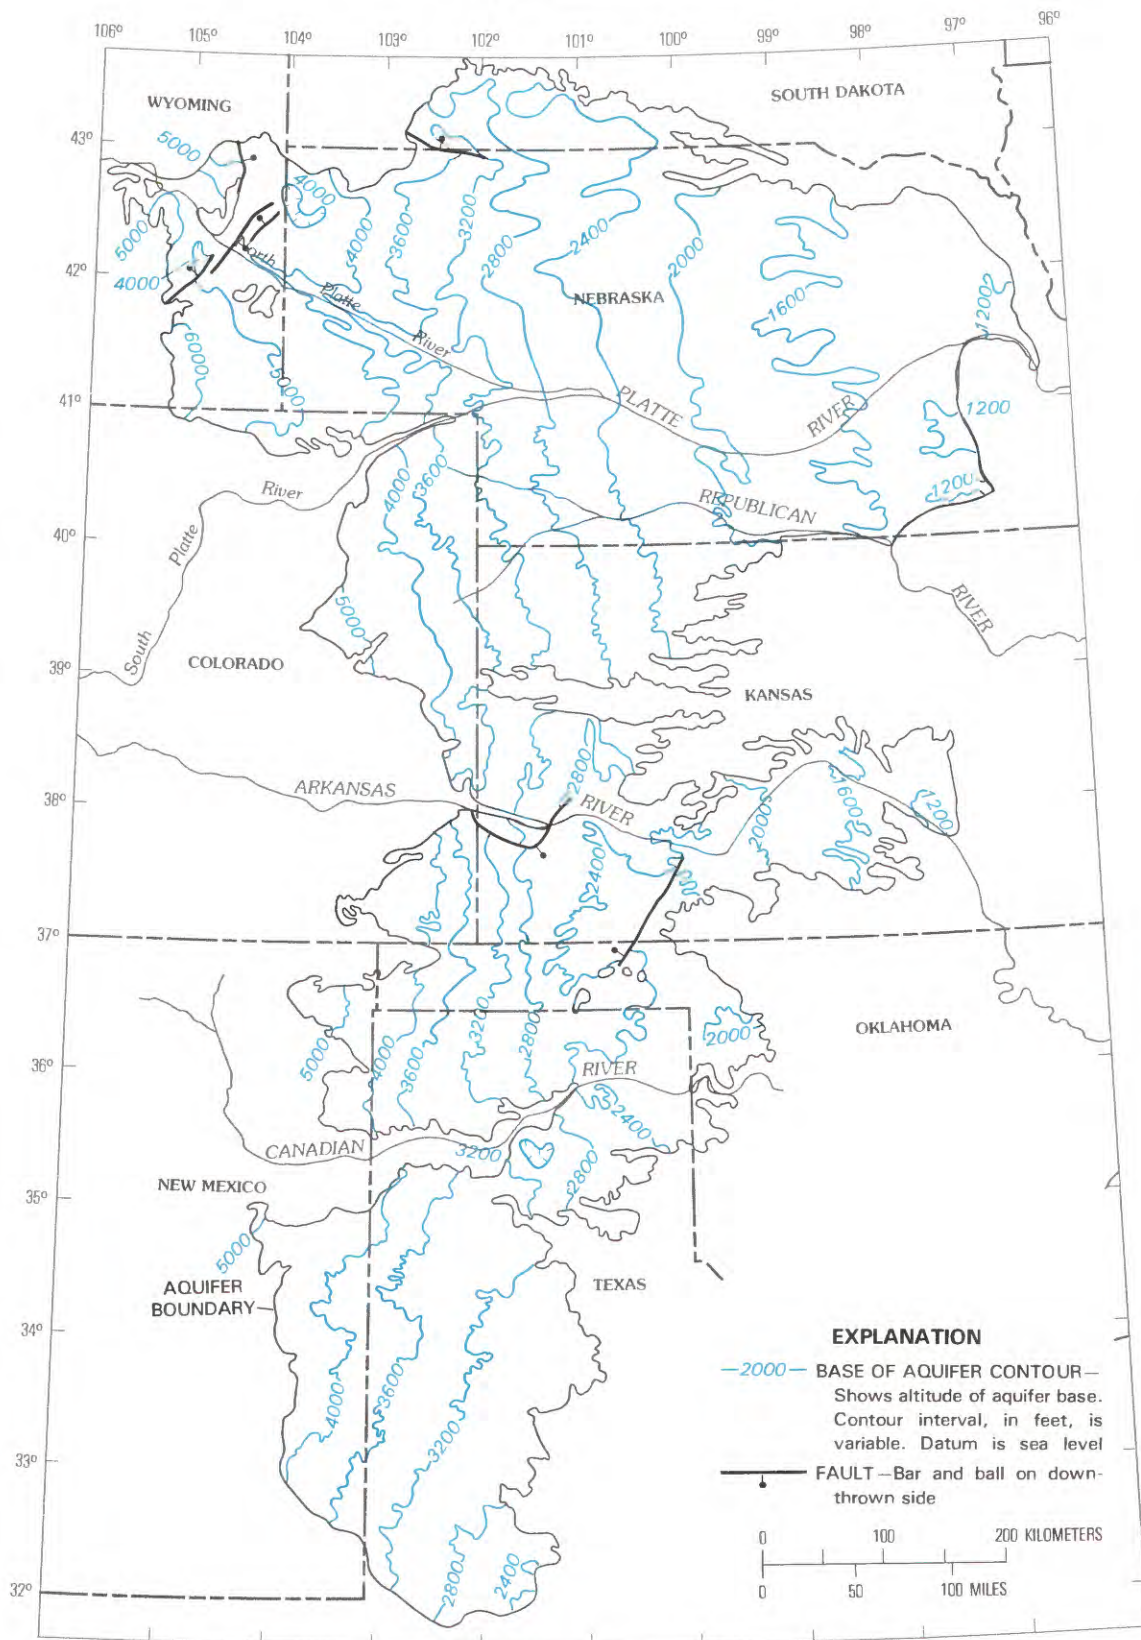 106°
105°
104°
103°
102°
101°
100°
99°
98°
97°
96°
WYOMING
SOUTH DAKOTA
43°
5000
4000
5000
4000
3600
3200
2800
2400
2000
42°
4000
North
Platte
River
NEBRASKA
1600
1200
6000
41°
PLATTE
RIVER
1200
4000
3600
1200
River
REPUBLICAN
40°
Platte
South
5000
RIVER
39°
COLORADO
KANSAS
ARKANSAS
2800
RIVER
38°
2000
1600
1200
2400
37°
5000
4000
3600
3200
2800
2000
OKLAHOMA
36°
RIVER
2400
CANADIAN
3200
2800
NEW MEXICO
35°
5000
AQUIFER
BOUNDARY
TEXAS
34°
4000
3600
3200
33°
2800
2400
32°
EXPLANATION
—2000— BASE OF AQUIFER CONTOUR—
Shows altitude of aquifer base.
Contour interval, in feet, is
variable. Datum is sea level
FAULT—Bar and ball on down-
thrown side
0 100 200 KILOMETERS
0 50 100 MILES